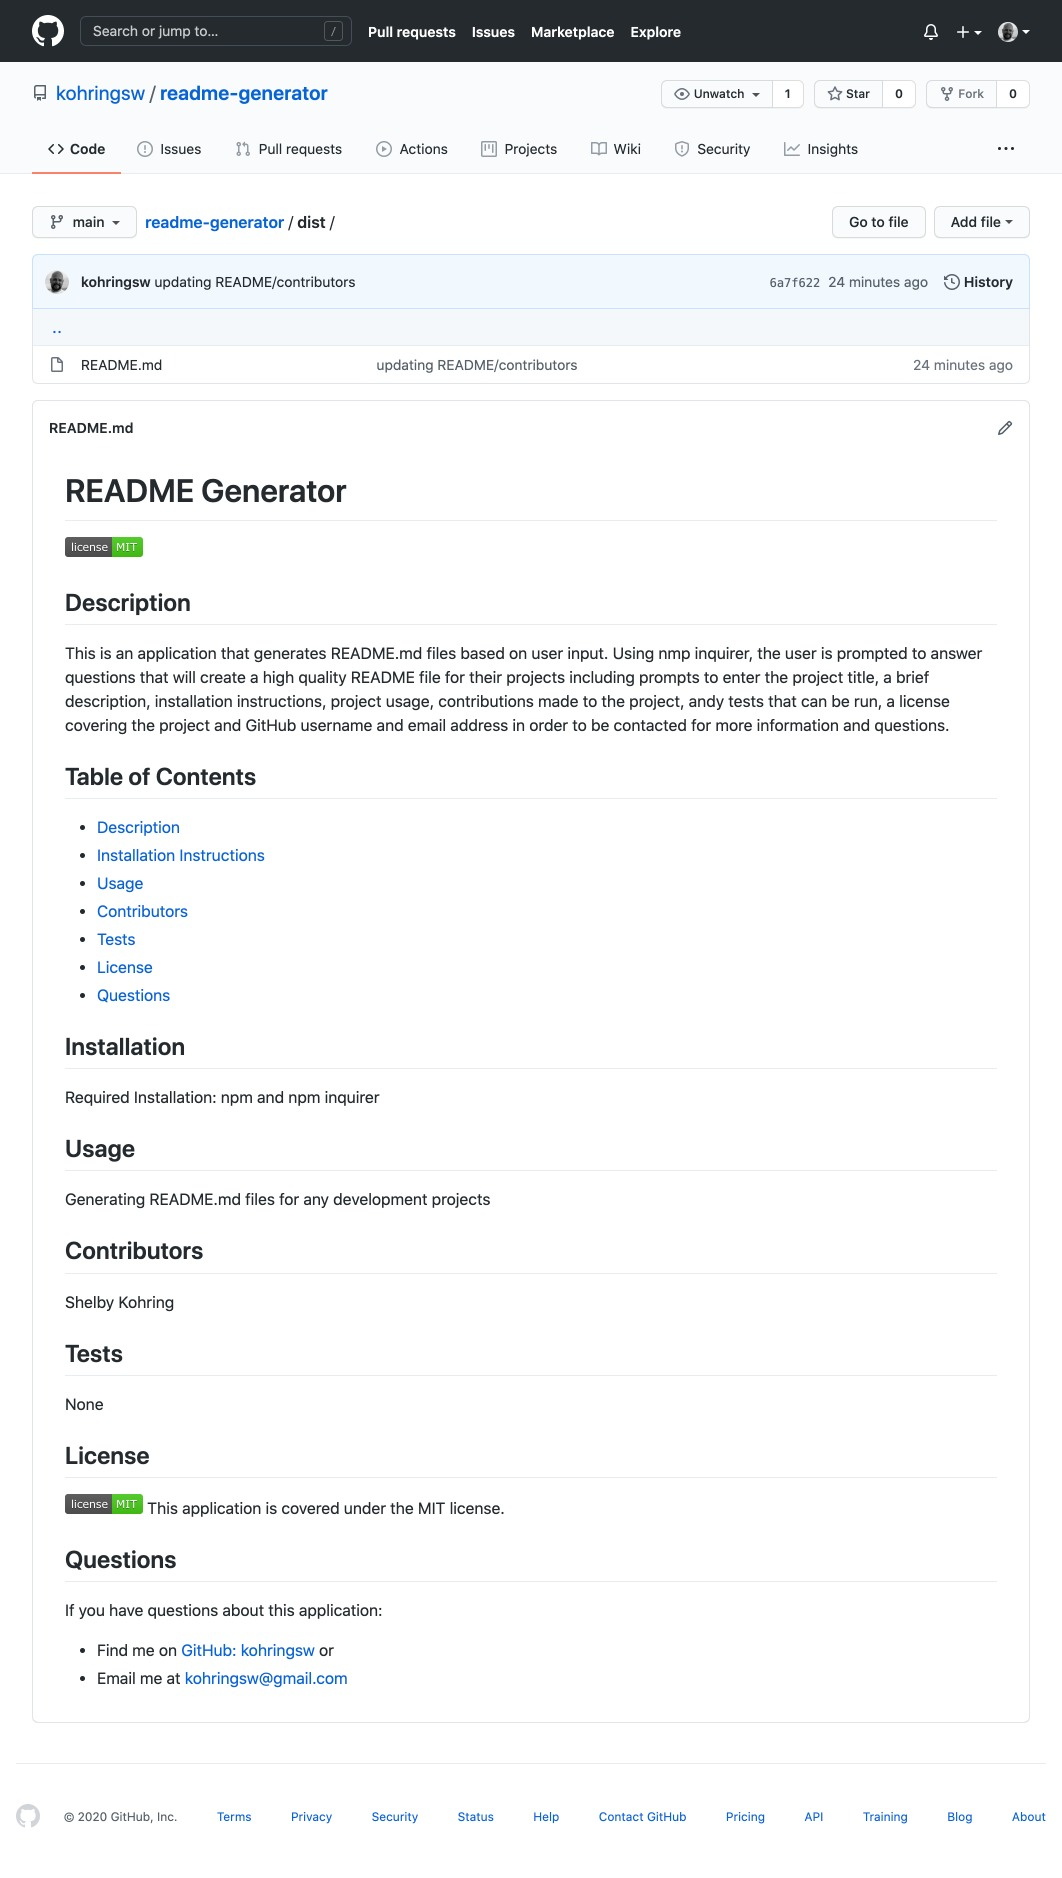 Search or jump to... /
Pull requests Issues Marketplace Explore
kohringsw / readme-generator
Unwatch 1 Star 0 Fork 0
Code Issues Pull requests Actions Projects Wiki Security Insights ...
main readme-generator / dist / Go to file Add file
kohringsw updating README/contributors 6a7f622 24 minutes ago History
..
README.md updating README/contributors 24 minutes ago
README.md
README Generator
license MIT
Description
This is an application that generates README.md files based on user input. Using nmp inquirer, the user is prompted to answer
questions that will create a high quality README file for their projects including prompts to enter the project title, a brief
description, installation instructions, project usage, contributions made to the project, andy tests that can be run, a license
covering the project and GitHub username and email address in order to be contacted for more information and questions.
Table of Contents
• Description
• Installation Instructions
• Usage
• Contributors
• Tests
• License
• Questions
Installation
Required Installation: npm and npm inquirer
Usage
Generating README.md files for any development projects
Contributors
Shelby Kohring
Tests
None
License
license MIT This application is covered under the MIT license.
Questions
If you have questions about this application:
• Find me on GitHub: kohringsw or
• Email me at kohringsw@gmail.com
© 2020 GitHub, Inc. Terms Privacy Security Status Help Contact GitHub Pricing API Training Blog About